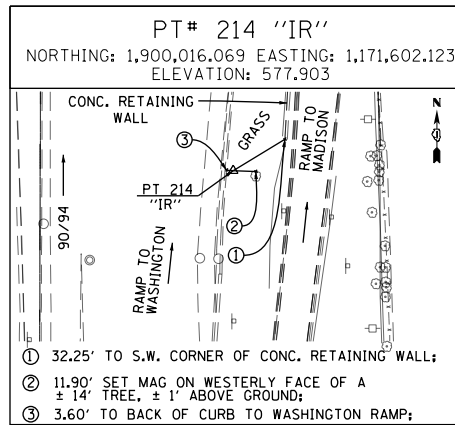 PT# 214 "IR"
NORTHING: 1,900,016.069 EASTING: 1,171,602.123
ELEVATION: 577.903
CONC. RETAINING
WALL
GRASS
N
3
RAMP TO
MADISON
90/94
PT 214
"IR"
2
RAMP TO
WASHINGTON
1
1 32.25' TO S.W. CORNER OF CONC. RETAINING WALL;
2 11.90' SET MAG ON WESTERLY FACE OF A
± 14' TREE, ± 1' ABOVE GROUND;
3 3.60' TO BACK OF CURB TO WASHINGTON RAMP;